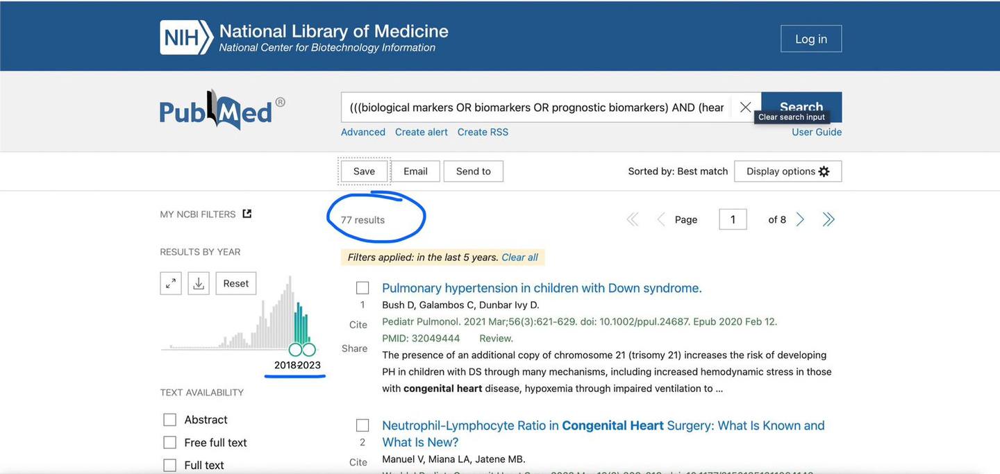 NIH National Library of Medicine
National Center for Biotechnology Information
Log in
PubMed®
(((biological markers OR biomarkers OR prognostic biomarkers) AND (hear
Search
Clear search input
Advanced Create alert Create RSS
User Guide
Save Email Send to
Sorted by: Best match Display options
MY NCBI FILTERS
77 results
Page 1 of 8
RESULTS BY YEAR
Filters applied: in the last 5 years. Clear all
Reset
2018 2023
TEXT AVAILABILITY
Abstract
Free full text
Full text
Pulmonary hypertension in children with Down syndrome.
1
Bush D, Galambos C, Dunbar Ivy D.
Cite
Pediatr Pulmonol. 2021 Mar;56(3):621-629. doi: 10.1002/ppul.24687. Epub 2020 Feb 12.
PMID: 32049444 Review.
Share
The presence of an additional copy of chromosome 21 (trisomy 21) increases the risk of developing
PH in children with DS through many mechanisms, including increased hemodynamic stress in those
with congenital heart disease, hypoxemia through impaired ventilation to ...
Neutrophil-Lymphocyte Ratio in Congenital Heart Surgery: What Is Known and
2
What Is New?
Cite
Manuel V, Miana LA, Jatene MB.